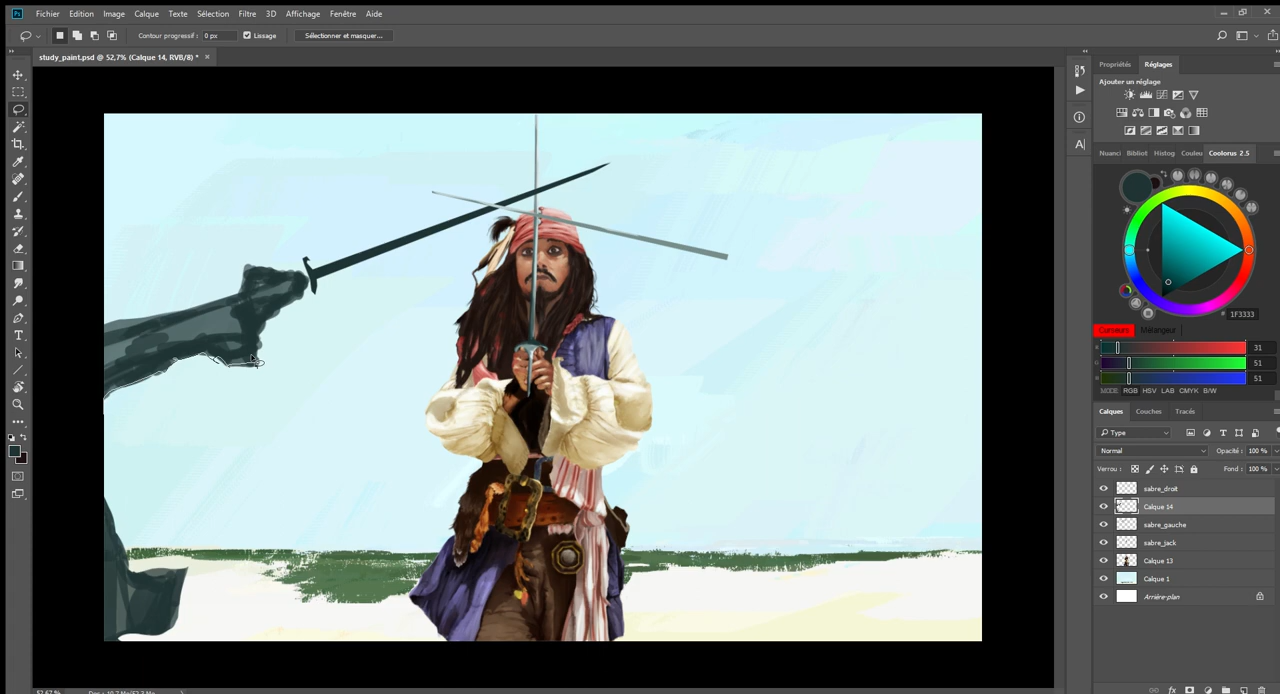 Ps Fichier Edition Image Calque Texte Sélection Filtre 3D Affichage Fenêtre Aide
Contour progressif : 0 px Lissage Sélectionner et masquer...
study_paint.psd @ 52,7% (Calque 14, RVB/8) * ×
Propriétés Réglages
Ajouter un réglage
Nuanci Bibliot Histog Couleu Coolorus 2.5
# 1F3333
Curseurs Mélangeur
R 31
G 51
B 51
MODE RGB HSV LAB CMYK B/W
Calques Couches Tracés
Type
Normal Opacité : 100 %
Verrou : Fond : 100 %
sabre_droit
Calque 14
sabre_gauche
sabre_jack
Calque 13
Calque 1
Arrière-plan
fx